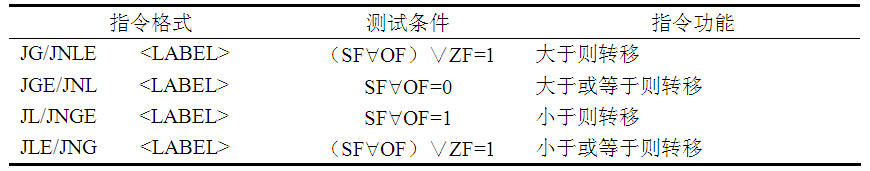 指令格式 测试条件 指令功能
JG/JNLE <LABEL> （SF∀OF）∨ZF=1 大于则转移
JGE/JNL <LABEL> SF∀OF=0 大于或等于则转移
JL/JNGE <LABEL> SF∀OF=1 小于则转移
JLE/JNG <LABEL> （SF∀OF）∨ZF=1 小于或等于则转移